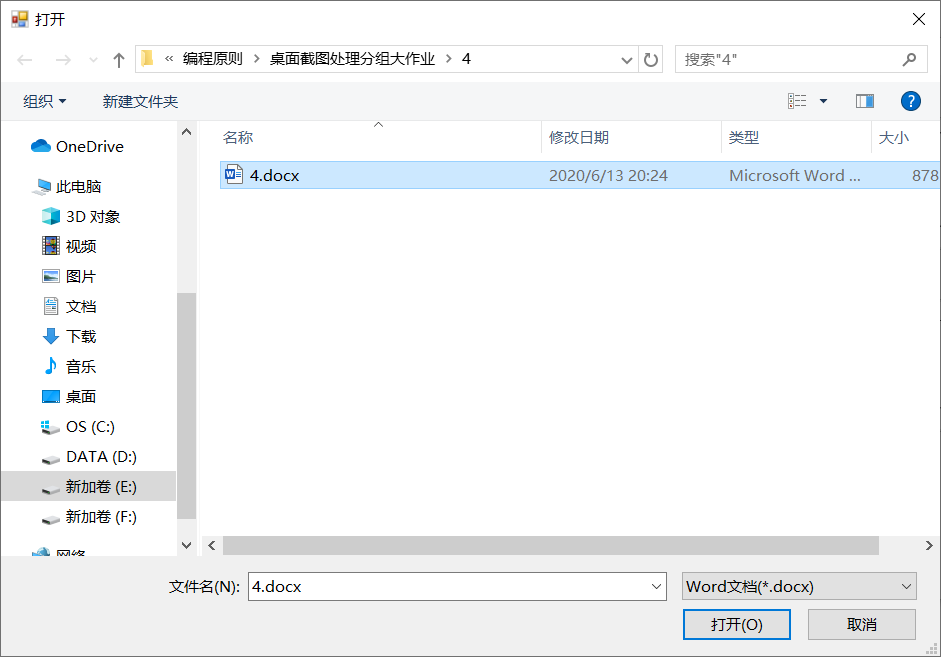 打开
« 编程原则 › 桌面截图处理分组大作业 › 4
搜索"4"
组织
新建文件夹
?
名称
修改日期
类型
大小
4.docx
2020/6/13 20:24
Microsoft Word ...
878
OneDrive
此电脑
3D 对象
视频
图片
文档
下载
音乐
桌面
OS (C:)
DATA (D:)
新加卷 (E:)
新加卷 (F:)
网络
文件名(N):
4.docx
Word文档(*.docx)
打开(O)
取消